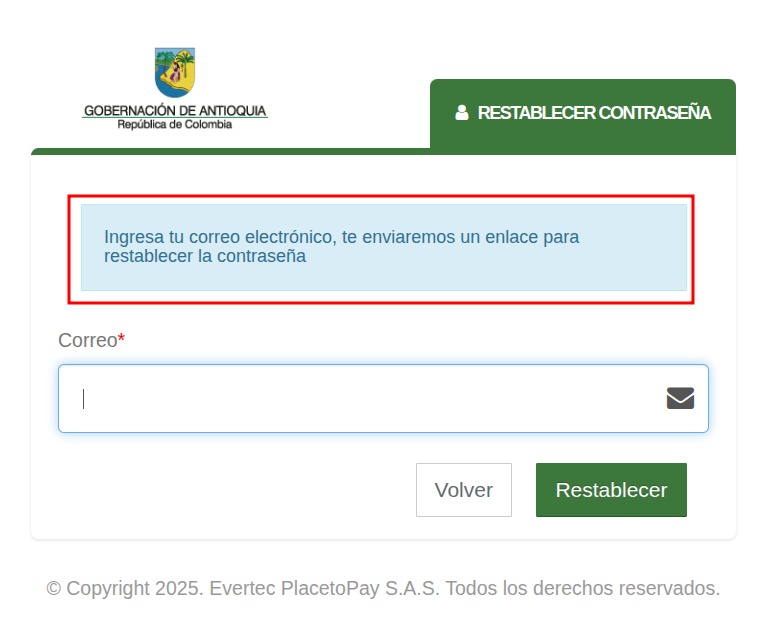 GOBERNACIÓN DE ANTIOQUIA
República de Colombia
RESTABLECER CONTRASEÑA
Ingresa tu correo electrónico, te enviaremos un enlace para
restablecer la contraseña
Correo*
Volver
Restablecer
© Copyright 2025. Evertec PlacetoPay S.A.S. Todos los derechos reservados.